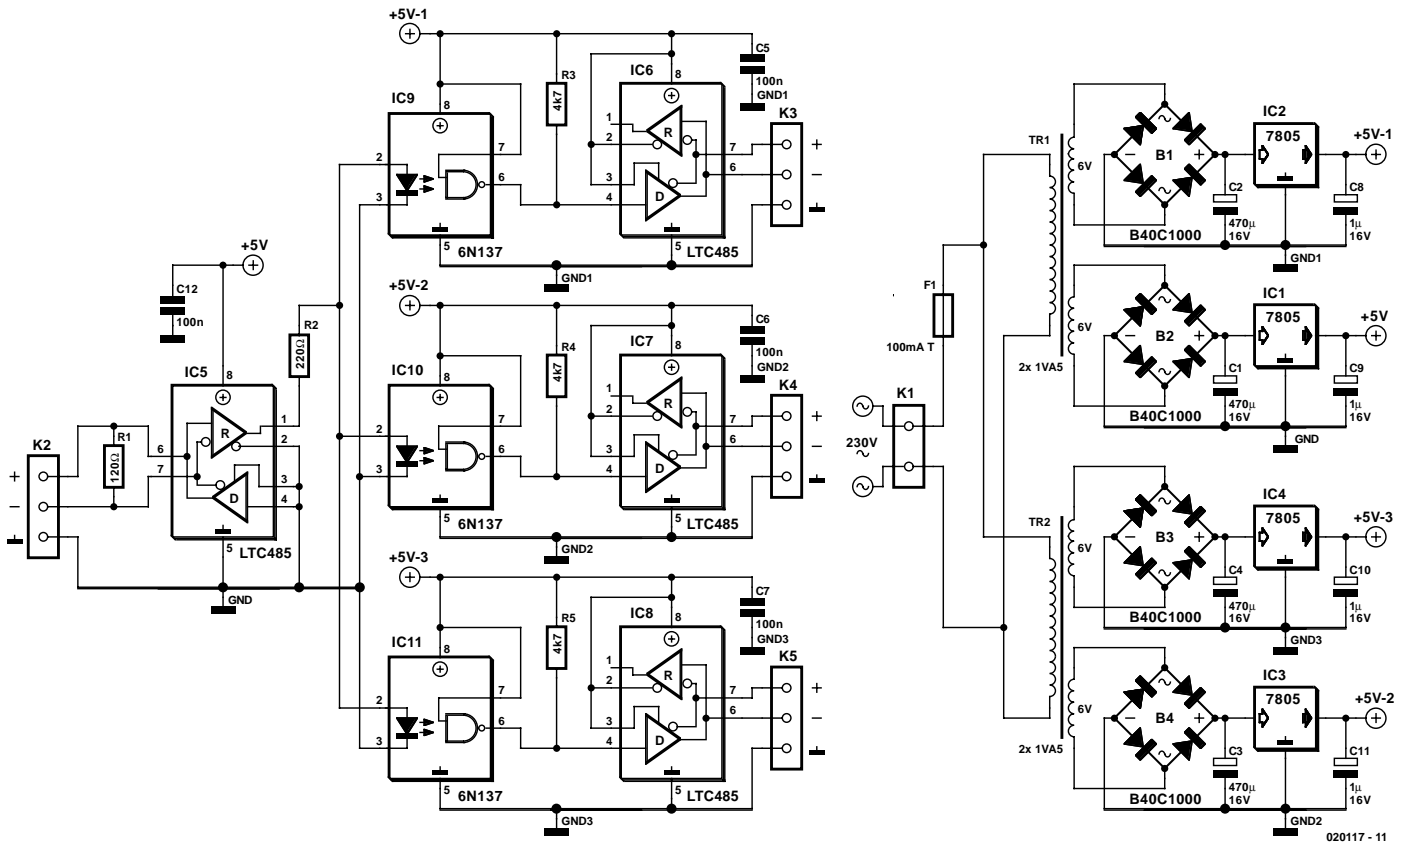 +5V-1
C5
100n
GND1
R3
4k7
IC6
8
1
2
3
4
R
D
7
6
5
LTC485
K3
+
−
IC9
8
2
3
7
6
5
6N137
GND1
+5V
C12
100n
R2
220Ω
IC5
8
1
2
3
4
R
D
6
7
5
LTC485
K2
+
−
R1
120Ω
GND
+5V-2
C6
100n
GND2
R4
4k7
IC7
8
1
2
3
4
R
D
7
6
5
LTC485
K4
+
−
IC10
8
2
3
7
6
5
6N137
GND2
+5V-3
C7
100n
GND3
R5
4k7
IC8
8
1
2
3
4
R
D
7
6
5
LTC485
K5
+
−
IC11
8
2
3
7
6
5
6N137
GND3
K1
230V
~
F1
100mA T
TR1
6V
6V
2x 1VA5
~
− B1 +
~
B40C1000
C2
470µ
16V
IC2
7805
C8
1µ
16V
+5V-1
GND1
~
− B2 +
~
B40C1000
C1
470µ
16V
IC1
7805
C9
1µ
16V
+5V
GND
TR2
6V
6V
2x 1VA5
~
− B3 +
~
B40C1000
C4
470µ
16V
IC4
7805
C10
1µ
16V
+5V-3
GND3
~
− B4 +
~
B40C1000
C3
470µ
16V
IC3
7805
C11
1µ
16V
+5V-2
GND2
020117 - 11